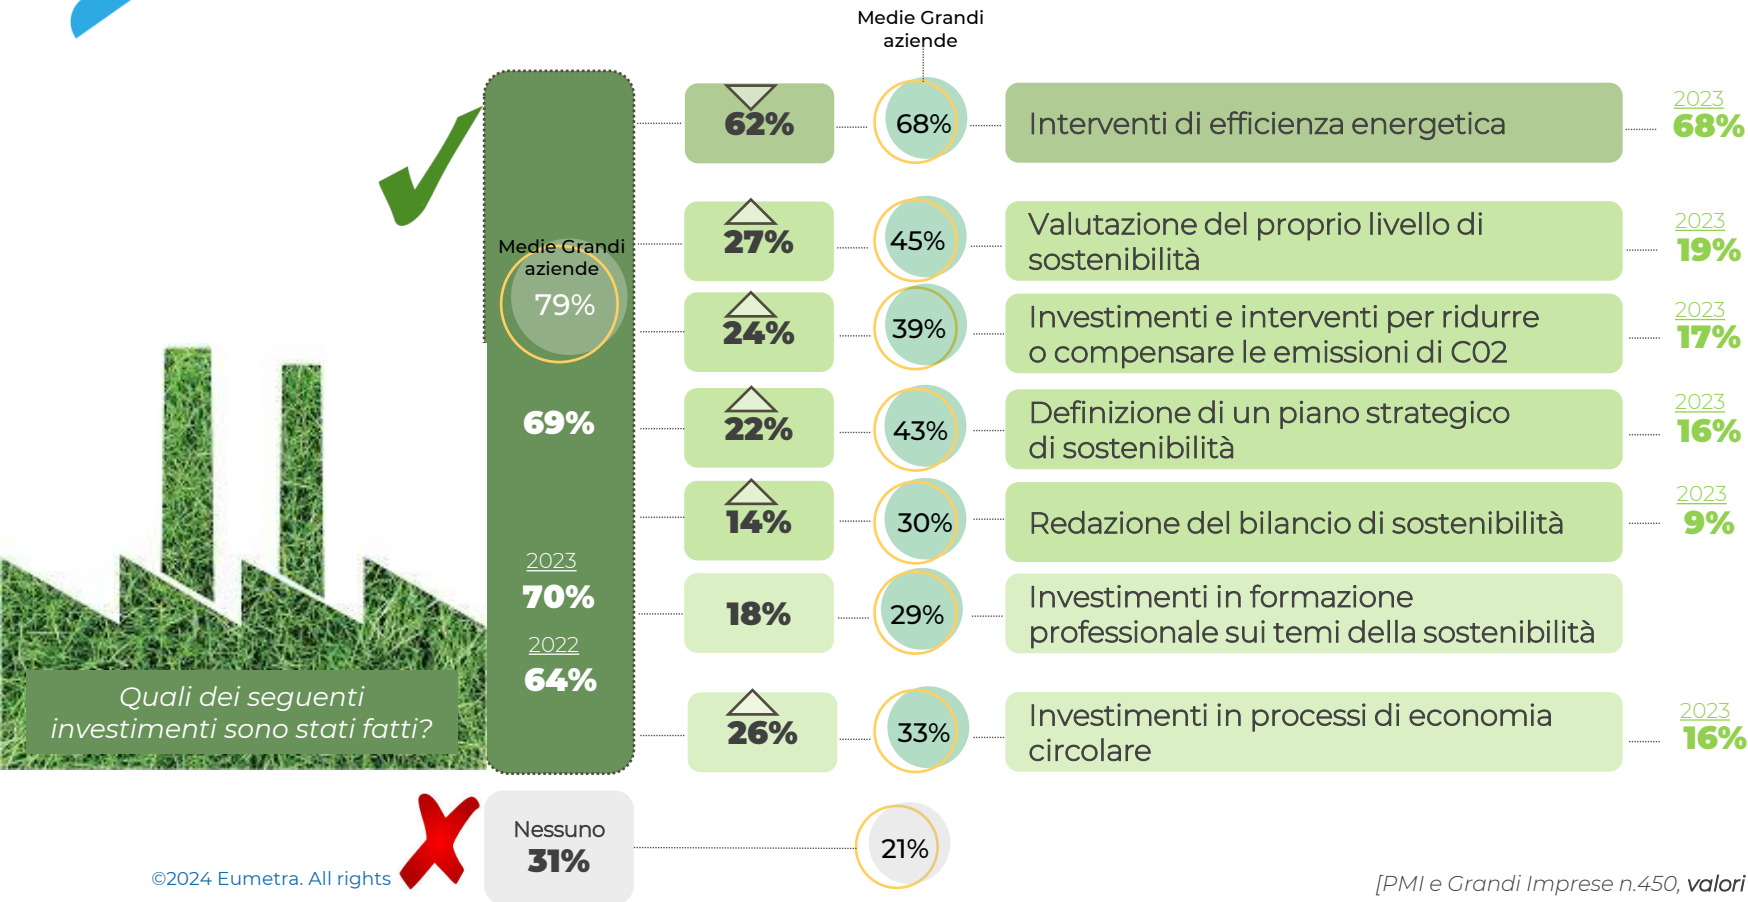 Medie Grandi
aziende
62%
68%
Interventi di efficienza energetica
2023
68%
27%
45%
Valutazione del proprio livello di
sostenibilità
2023
19%
Medie Grandi
aziende
79%
24%
39%
Investimenti e interventi per ridurre
o compensare le emissioni di C02
2023
17%
69%
22%
43%
Definizione di un piano strategico
di sostenibilità
2023
16%
14%
30%
Redazione del bilancio di sostenibilità
2023
9%
2023
70%
2022
64%
18%
29%
Investimenti in formazione
professionale sui temi della sostenibilità
Quali dei seguenti
investimenti sono stati fatti?
26%
33%
Investimenti in processi di economia
circolare
2023
16%
Nessuno
31%
21%
©2024 Eumetra. All rights
[PMI e Grandi Imprese n.450, valori